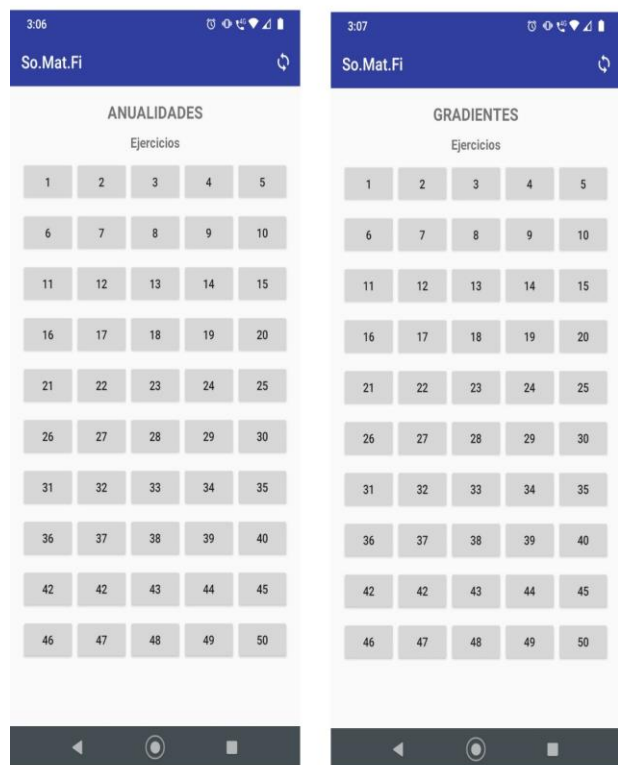 3:06
So.Mat.Fi
ANUALIDADES
Ejercicios
1 2 3 4 5
6 7 8 9 10
11 12 13 14 15
16 17 18 19 20
21 22 23 24 25
26 27 28 29 30
31 32 33 34 35
36 37 38 39 40
42 42 43 44 45
46 47 48 49 50
3:07
So.Mat.Fi
GRADIENTES
Ejercicios
1 2 3 4 5
6 7 8 9 10
11 12 13 14 15
16 17 18 19 20
21 22 23 24 25
26 27 28 29 30
31 32 33 34 35
36 37 38 39 40
42 42 43 44 45
46 47 48 49 50